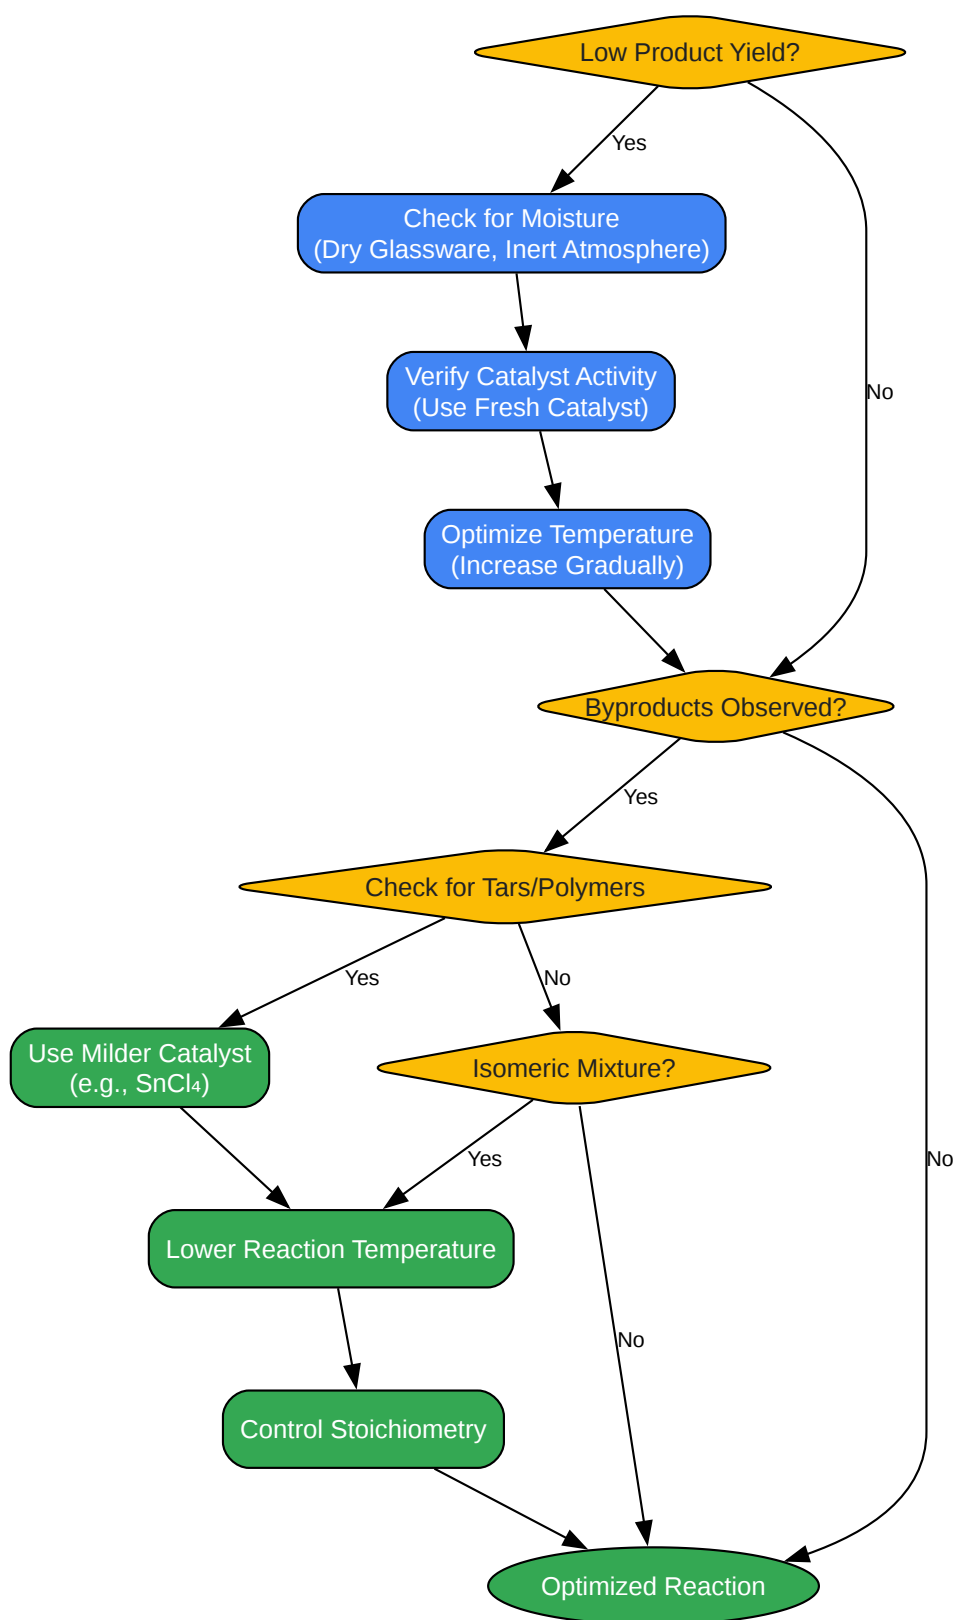 Low Product Yield?
Yes
Check for Moisture
(Dry Glassware, Inert Atmosphere)
Verify Catalyst Activity
(Use Fresh Catalyst)
No
Optimize Temperature
(Increase Gradually)
Byproducts Observed?
Yes
Check for Tars/Polymers
Yes
No
Use Milder Catalyst
(e.g., SnCl₄)
Isomeric Mixture?
Yes
No
Lower Reaction Temperature
No
Control Stoichiometry
Optimized Reaction